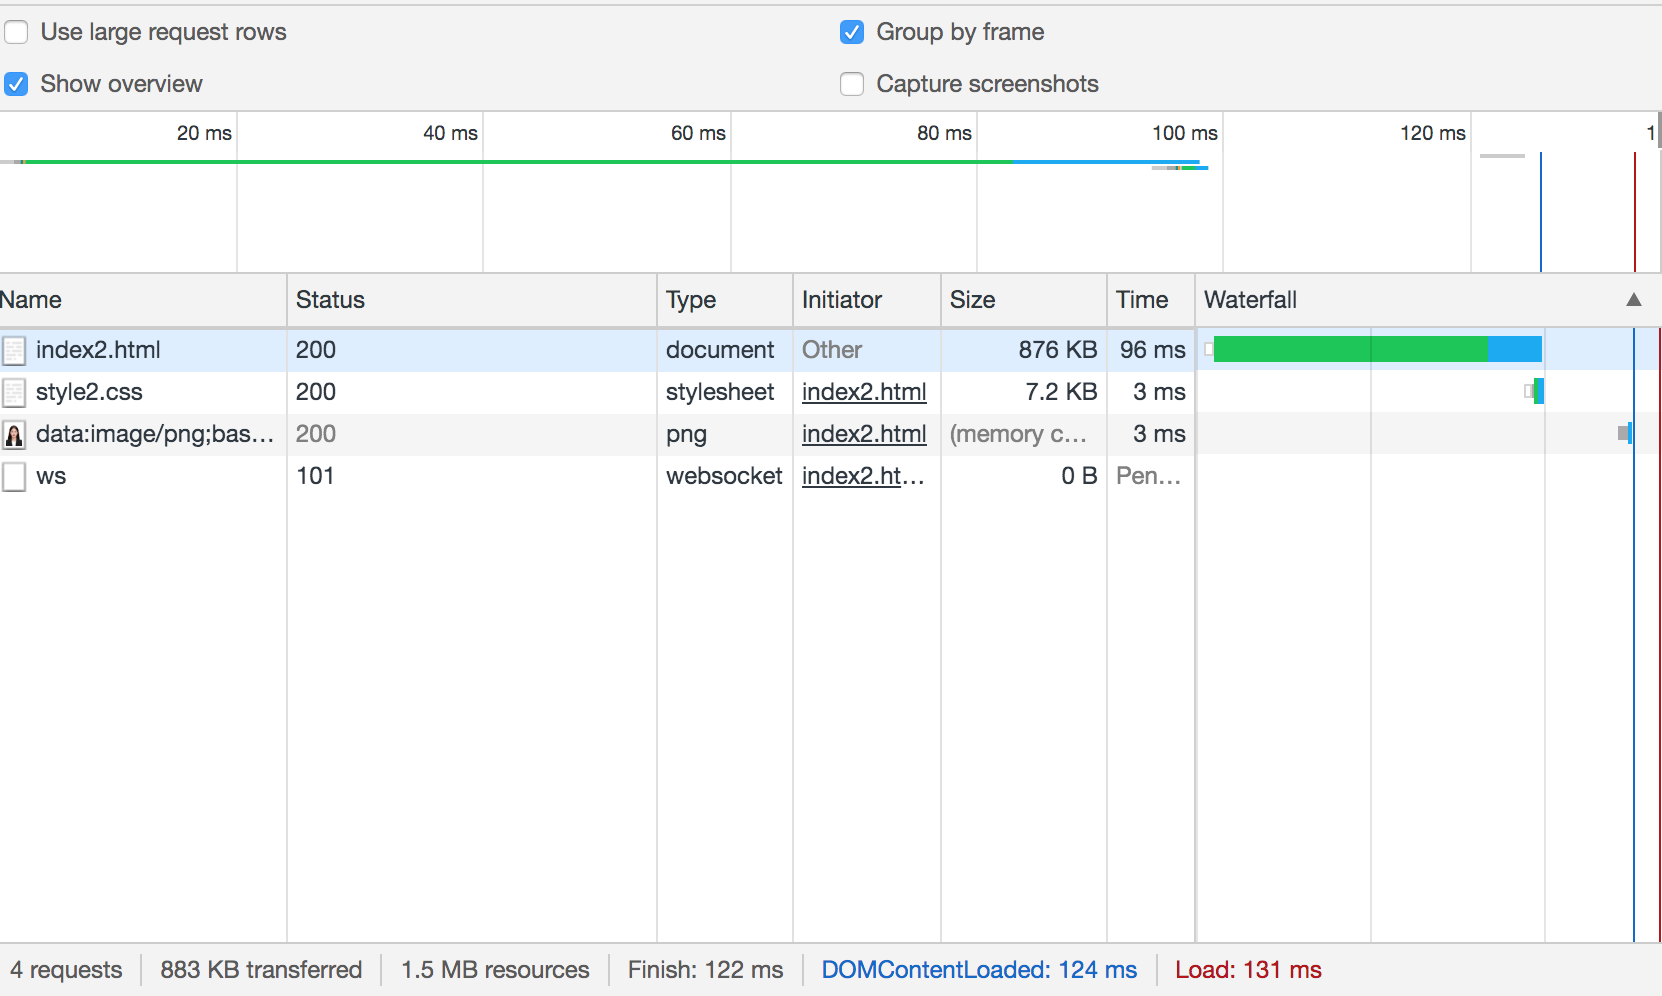 Use large request rows Group by frame
Show overview Capture screenshots
20 ms 40 ms 60 ms 80 ms 100 ms 120 ms 1
Name Status Type Initiator Size Time Waterfall ▲
index2.html 200 document Other 876 KB 96 ms
style2.css 200 stylesheet index2.html 7.2 KB 3 ms
data:image/png;bas… 200 png index2.html (memory c… 3 ms
ws 101 websocket index2.ht… 0 B Pen…
4 requests 883 KB transferred 1.5 MB resources Finish: 122 ms DOMContentLoaded: 124 ms Load: 131 ms